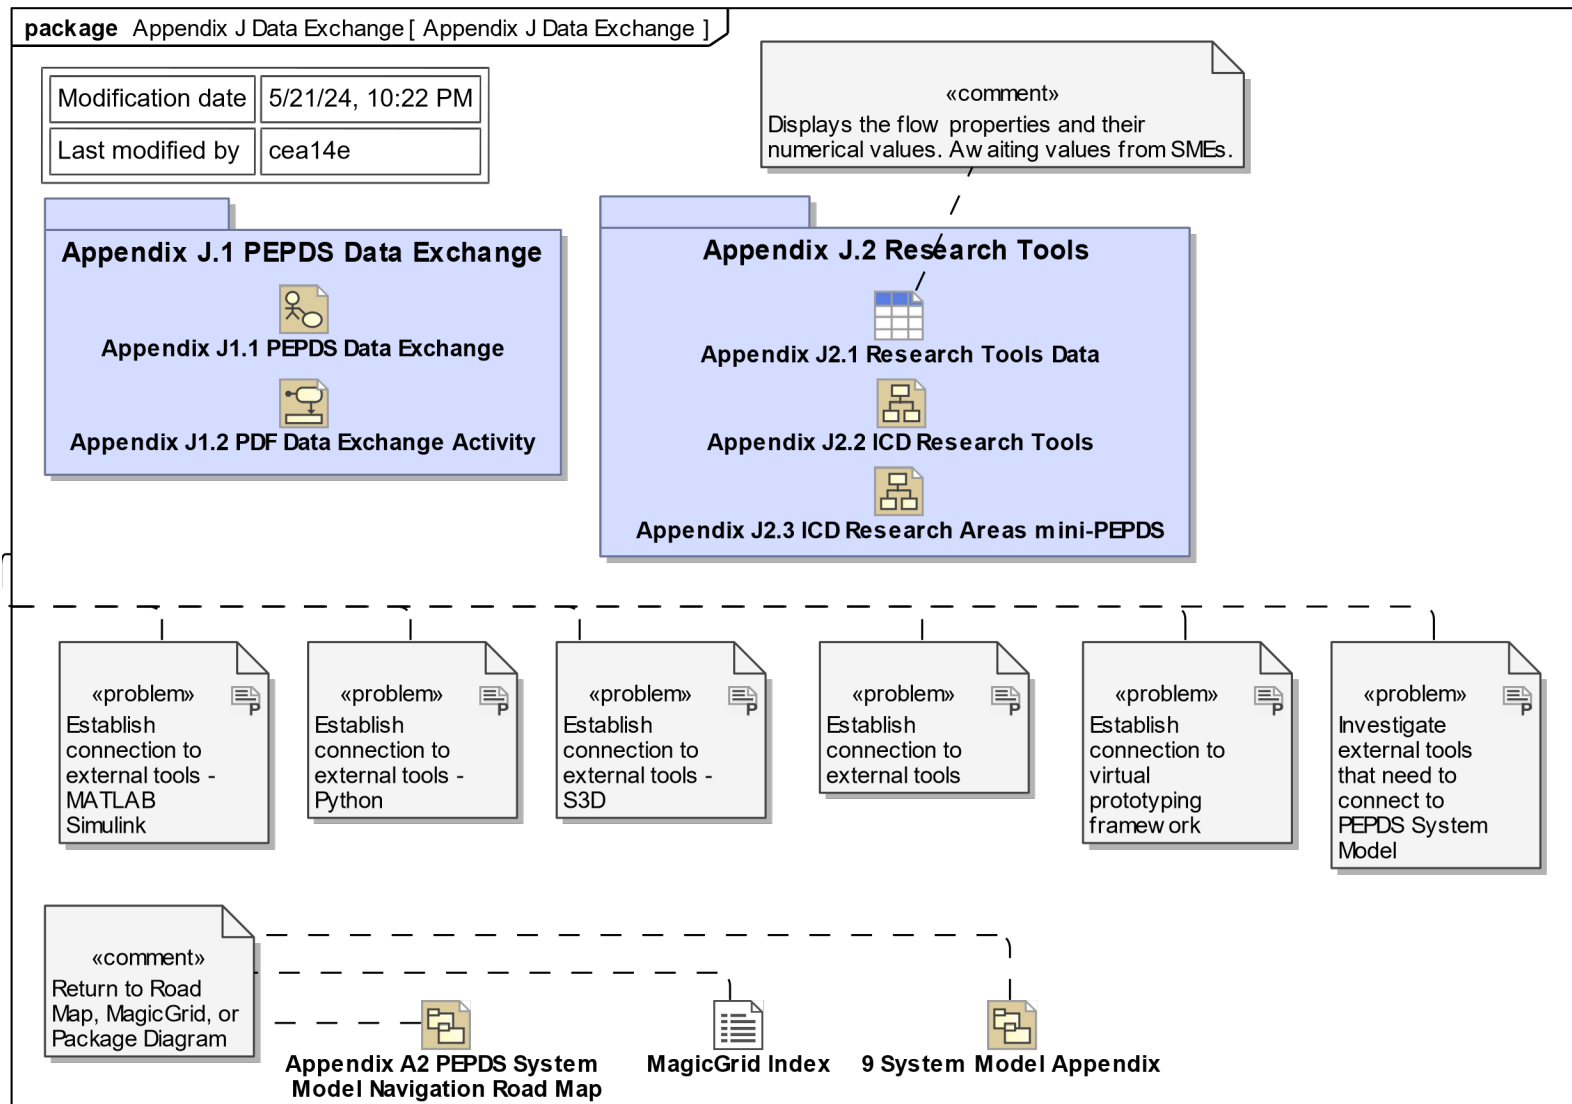 package Appendix J Data Exchange [ Appendix J Data Exchange ]
Modification date 5/21/24, 10:22 PM
Last modified by cea14e
«comment»
Displays the flow properties and their
numerical values. Awaiting values from SMEs.
Appendix J.1 PEPDS Data Exchange
Appendix J1.1 PEPDS Data Exchange
Appendix J1.2 PDF Data Exchange Activity
Appendix J.2 Research Tools
Appendix J2.1 Research Tools Data
Appendix J2.2 ICD Research Tools
Appendix J2.3 ICD Research Areas mini-PEPDS
«problem»
P
Establish
connection to
external tools -
MATLAB
Simulink
«problem»
P
Establish
connection to
external tools -
Python
«problem»
P
Establish
connection to
external tools -
S3D
«problem»
P
Establish
connection to
external tools
«problem»
P
Establish
connection to
virtual
prototyping
framework
«problem»
P
Investigate
external tools
that need to
connect to
PEPDS System
Model
«comment»
Return to Road
Map, MagicGrid, or
Package Diagram
Appendix A2 PEPDS System
Model Navigation Road Map
MagicGrid Index
9 System Model Appendix